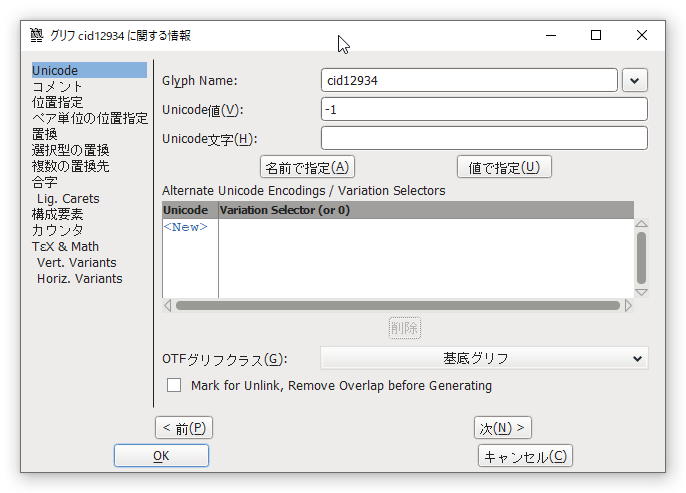 グリフ cid12934 に関する情報
Unicode
コメント
位置指定
ペア単位の位置指定
置換
選択型の置換
複数の置換先
合字
Lig. Carets
構成要素
カウンタ
TεX & Math
Vert. Variants
Horiz. Variants
Glyph Name:
cid12934
Unicode値(V):
-1
Unicode文字(H):
名前で指定(A)
値で指定(U)
Alternate Unicode Encodings / Variation Selectors
Unicode
Variation Selector (or 0)
<New>
削除
OTFグリフクラス(G):
基底グリフ
Mark for Unlink, Remove Overlap before Generating
< 前(P)
次(N) >
OK
キャンセル(C)